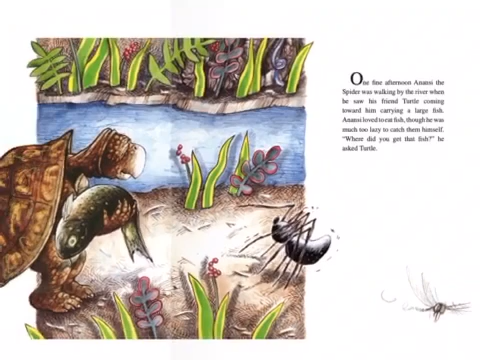 One fine afternoon Anansi the
Spider was walking by the river when
he saw his friend Turtle coming
toward him carrying a large fish.
Anansi loved to eat fish, though he was
much too lazy to catch them himself.
"Where did you get that fish?" he
asked Turtle.